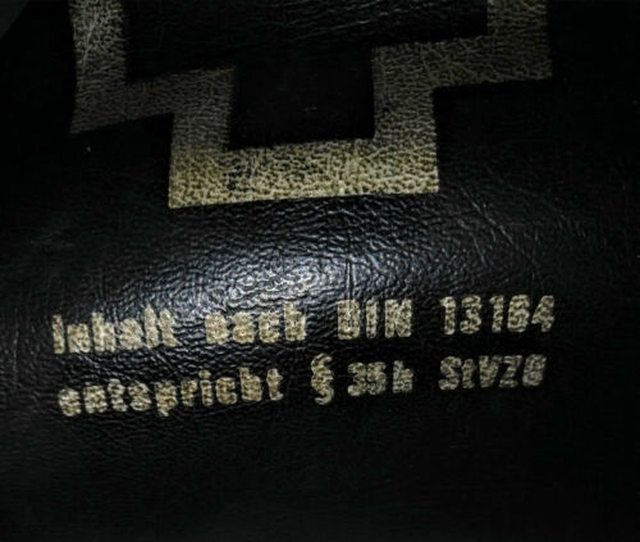 Inhalt nach DIN 13164
entspricht § 35h StVZO